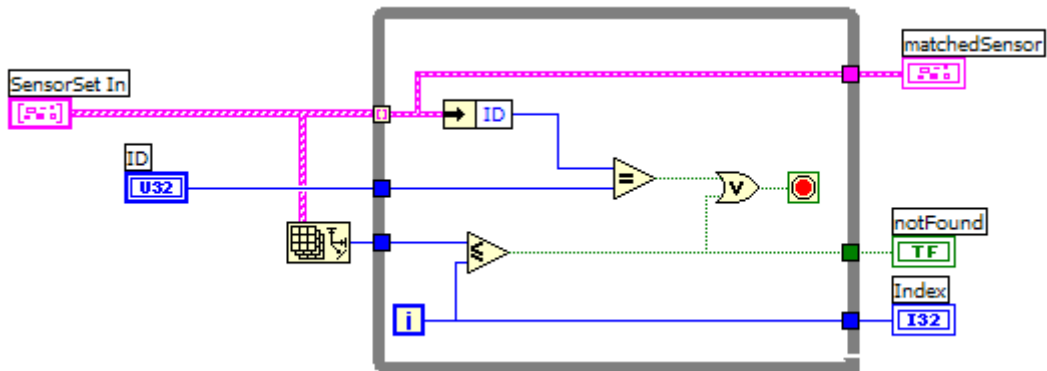 SensorSet In
ID
U32
[]
ID
=
V
≤
i
matchedSensor
notFound
TF
Index
I32